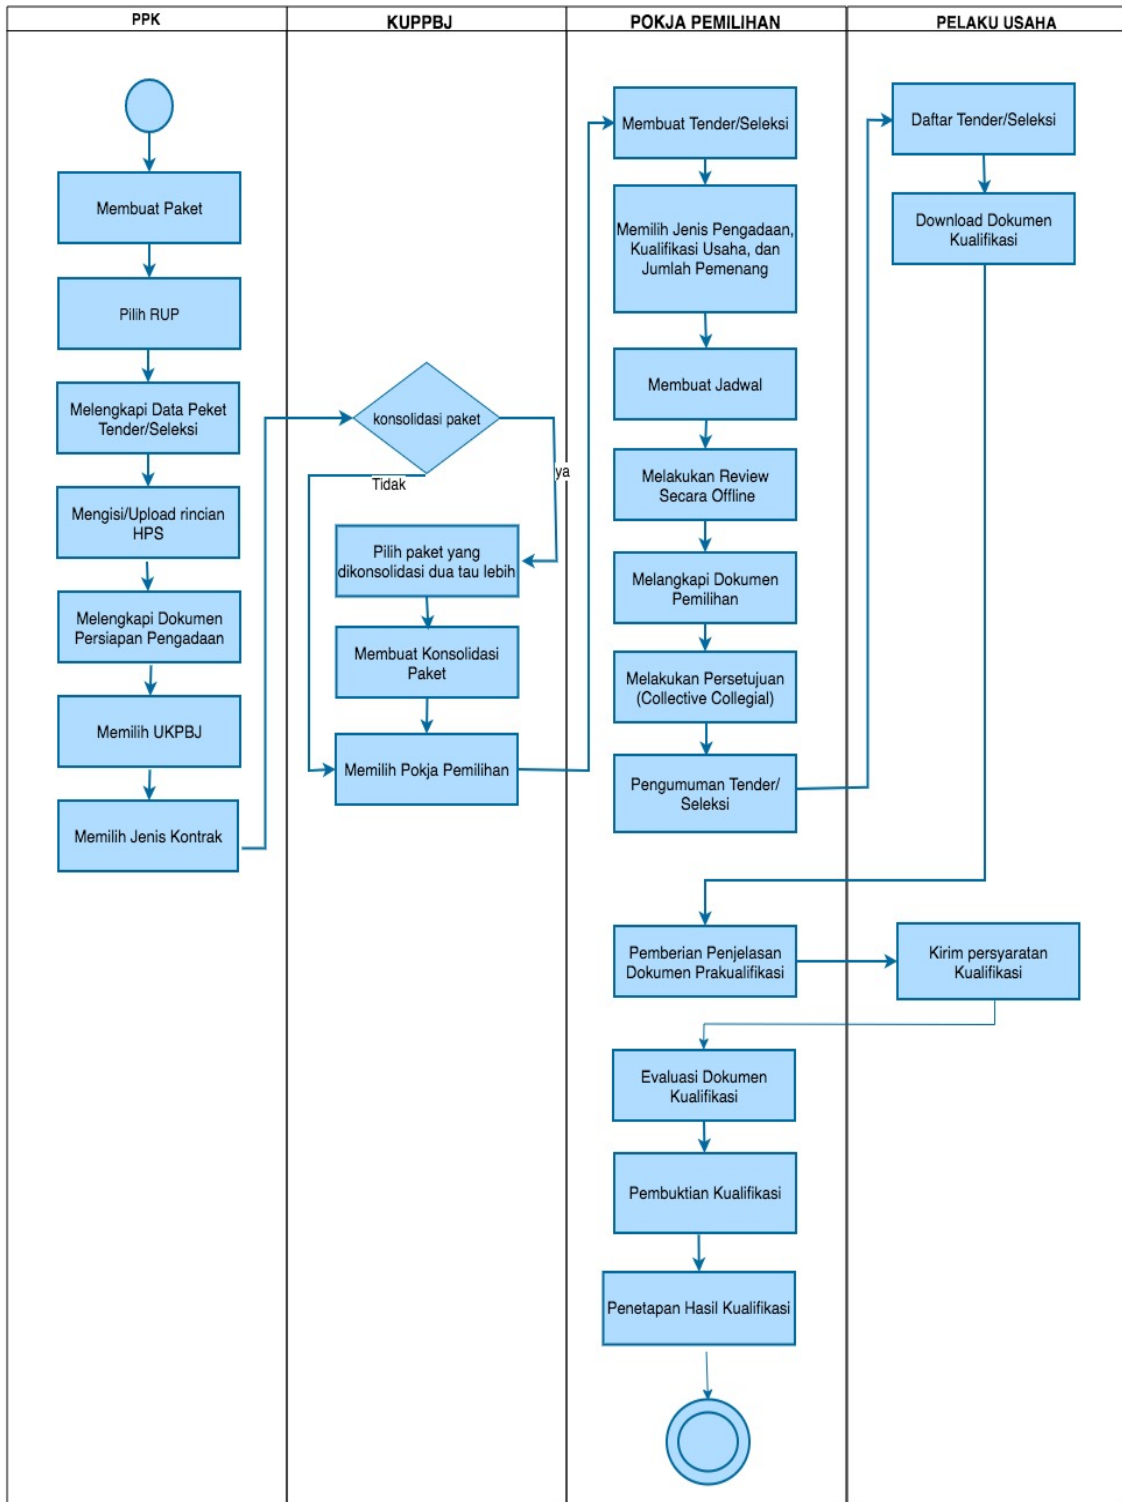 PPK
KUPPBJ
POKJA PEMILIHAN
PELAKU USAHA
Membuat Paket
Pilih RUP
Melengkapi Data Peket
Tender/Seleksi
Mengisi/Upload rincian
HPS
Melengkapi Dokumen
Persiapan Pengadaan
Memilih UKPBJ
Memilih Jenis Kontrak
konsolidasi paket
ya
Tidak
Pilih paket yang
dikonsolidasi dua tau lebih
Membuat Konsolidasi
Paket
Memilih Pokja Pemilihan
Membuat Tender/Seleksi
Memilih Jenis Pengadaan,
Kualifikasi Usaha, dan
Jumlah Pemenang
Membuat Jadwal
Melakukan Review
Secara Offline
Melangkapi Dokumen
Pemilihan
Melakukan Persetujuan
(Collective Collegial)
Pengumuman Tender/
Seleksi
Daftar Tender/Seleksi
Download Dokumen
Kualifikasi
Pemberian Penjelasan
Dokumen Prakualifikasi
Kirim persyaratan
Kualifikasi
Evaluasi Dokumen
Kualifikasi
Pembuktian Kualifikasi
Penetapan Hasil Kualifikasi